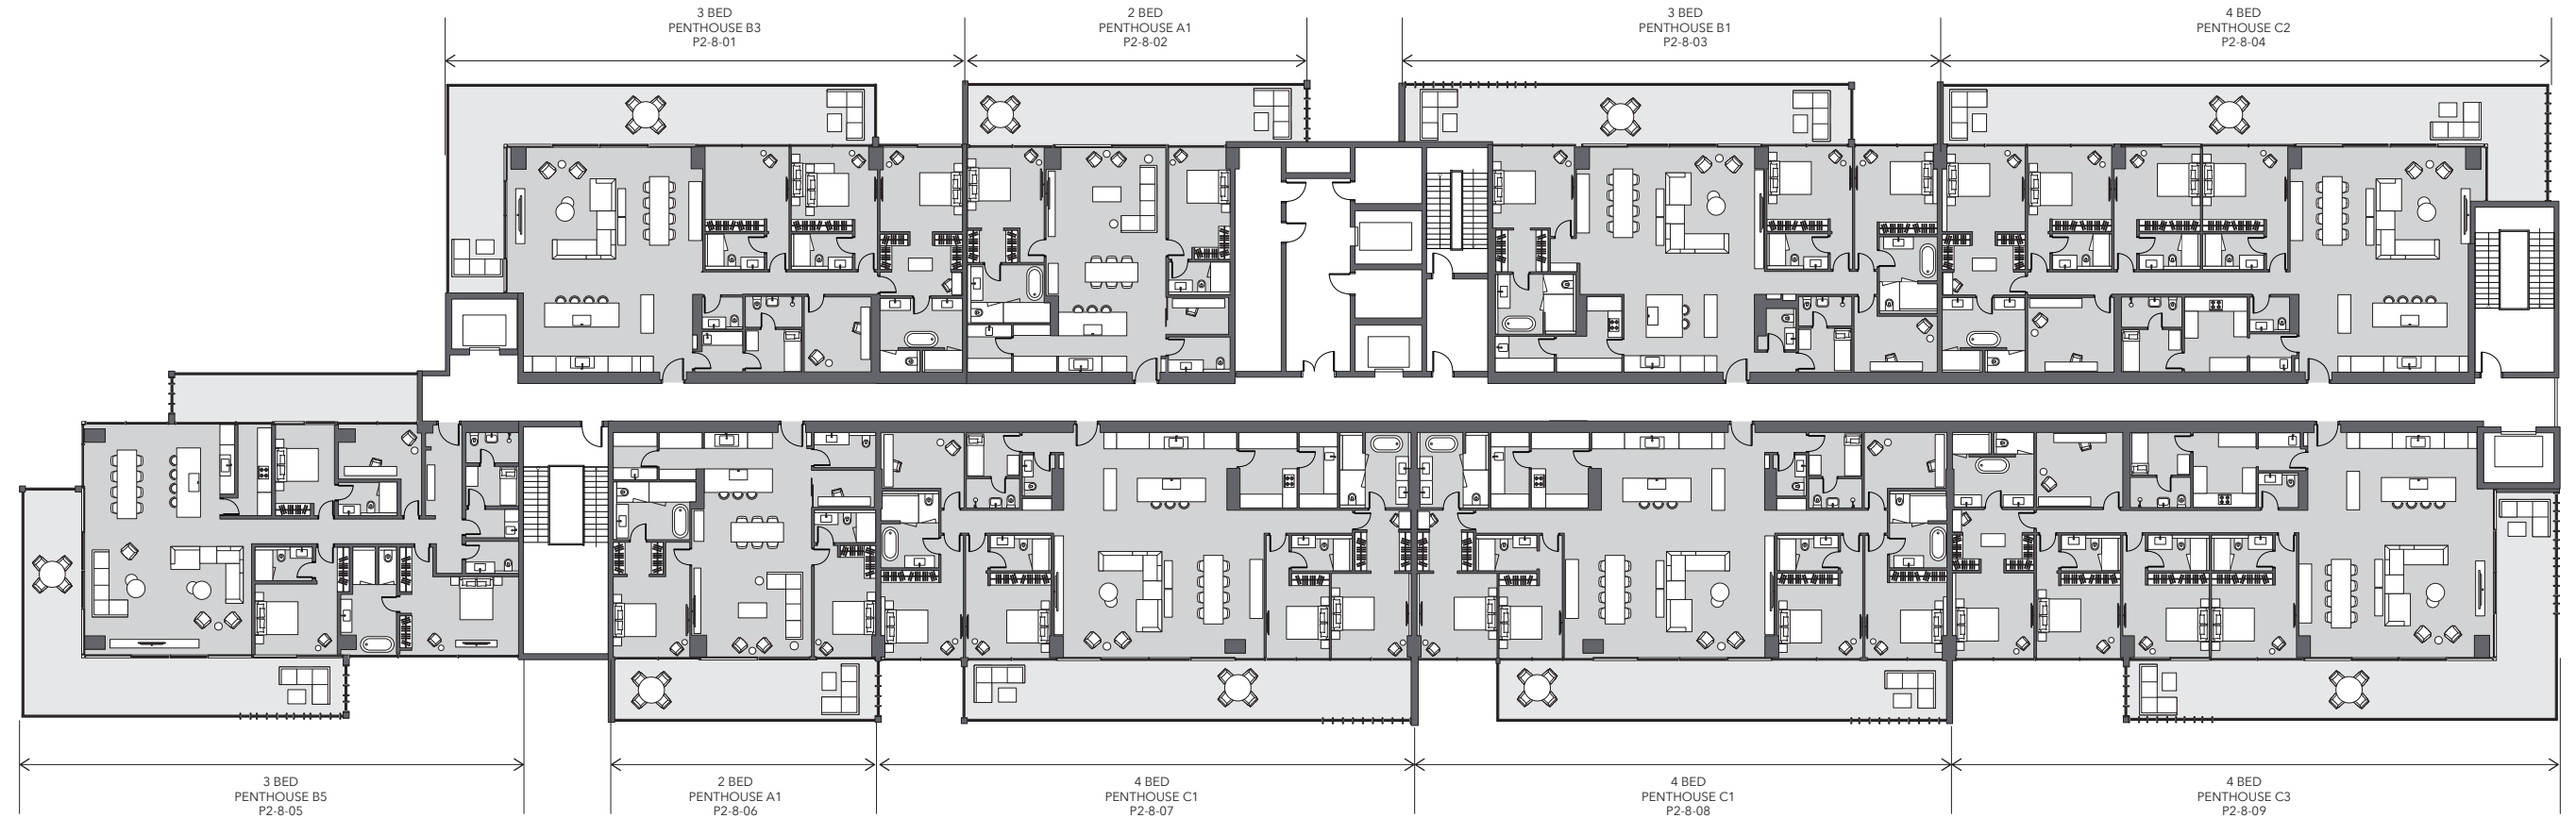 3 BED
PENTHOUSE B3
P2-8-01
2 BED
PENTHOUSE A1
P2-8-02
3 BED
PENTHOUSE B1
P2-8-03
4 BED
PENTHOUSE C2
P2-8-04
3 BED
PENTHOUSE B5
P2-8-05
2 BED
PENTHOUSE A1
P2-8-06
4 BED
PENTHOUSE C1
P2-8-07
4 BED
PENTHOUSE C1
P2-8-08
4 BED
PENTHOUSE C3
P2-8-09